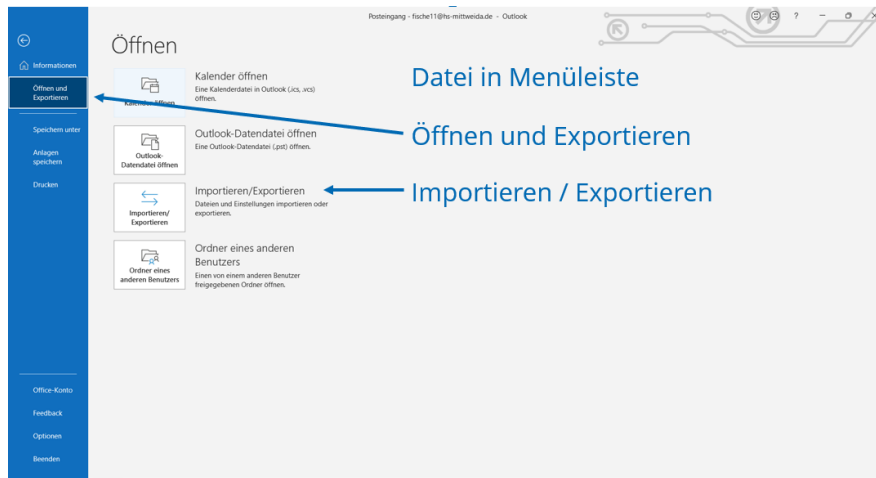 Posteingang - fische11@hs-mittweida.de - Outlook
?
Öffnen
Informationen
Öffnen und
Exportieren
Speichern unter
Anlagen
speichern
Drucken
Office-Konto
Feedback
Optionen
Beenden
Kalender öffnen
Kalender öffnen
Eine Kalenderdatei in Outlook (.ics, .vcs)
öffnen.
Outlook-
Datendatei öffnen
Outlook-Datendatei öffnen
Eine Outlook-Datendatei (.pst) öffnen.
Importieren/
Exportieren
Importieren/Exportieren
Dateien und Einstellungen importieren oder
exportieren.
Ordner eines
anderen Benutzers
Ordner eines anderen
Benutzers
Einen von einem anderen Benutzer
freigegebenen Ordner öffnen.
Datei in Menüleiste
Öffnen und Exportieren
Importieren / Exportieren